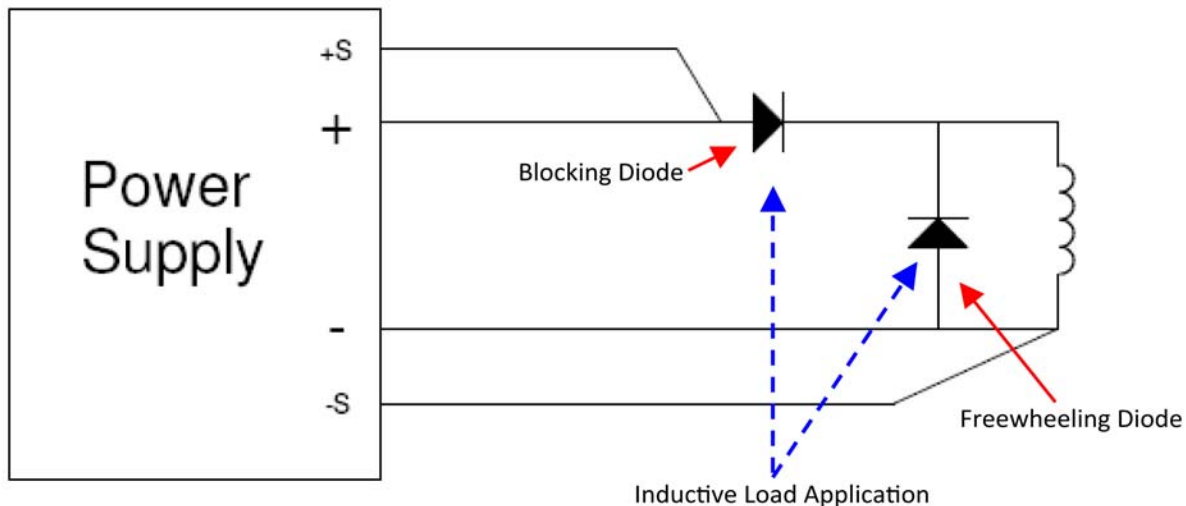 +S
+
Power
Supply
Blocking Diode
-
-S
Freewheeling Diode
Inductive Load Application